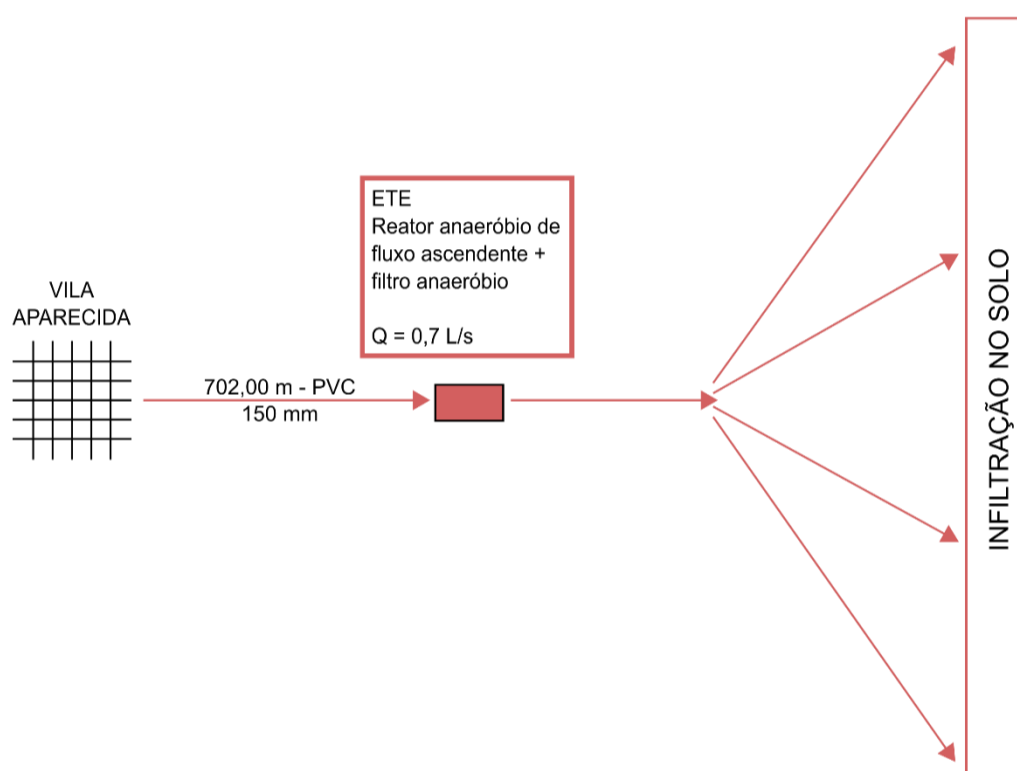 VILA
APARECIDA
702,00 m - PVC
150 mm
ETE
Reator anaeróbio de
fluxo ascendente +
filtro anaeróbio
Q = 0,7 L/s
INFILTRAÇÃO NO SOLO